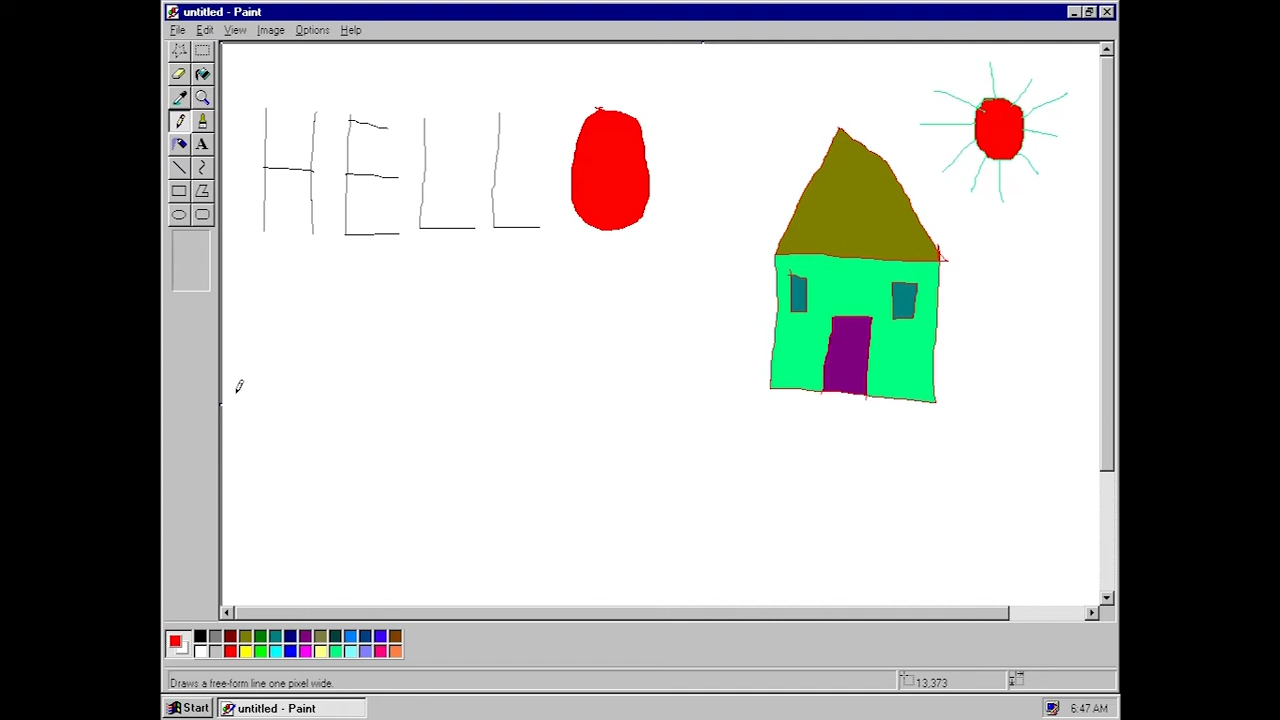 untitled - Paint
File Edit View Image Options Help
HELLO
Draws a free-form line one pixel wide.
13,373
Start
untitled - Paint
6:47 AM